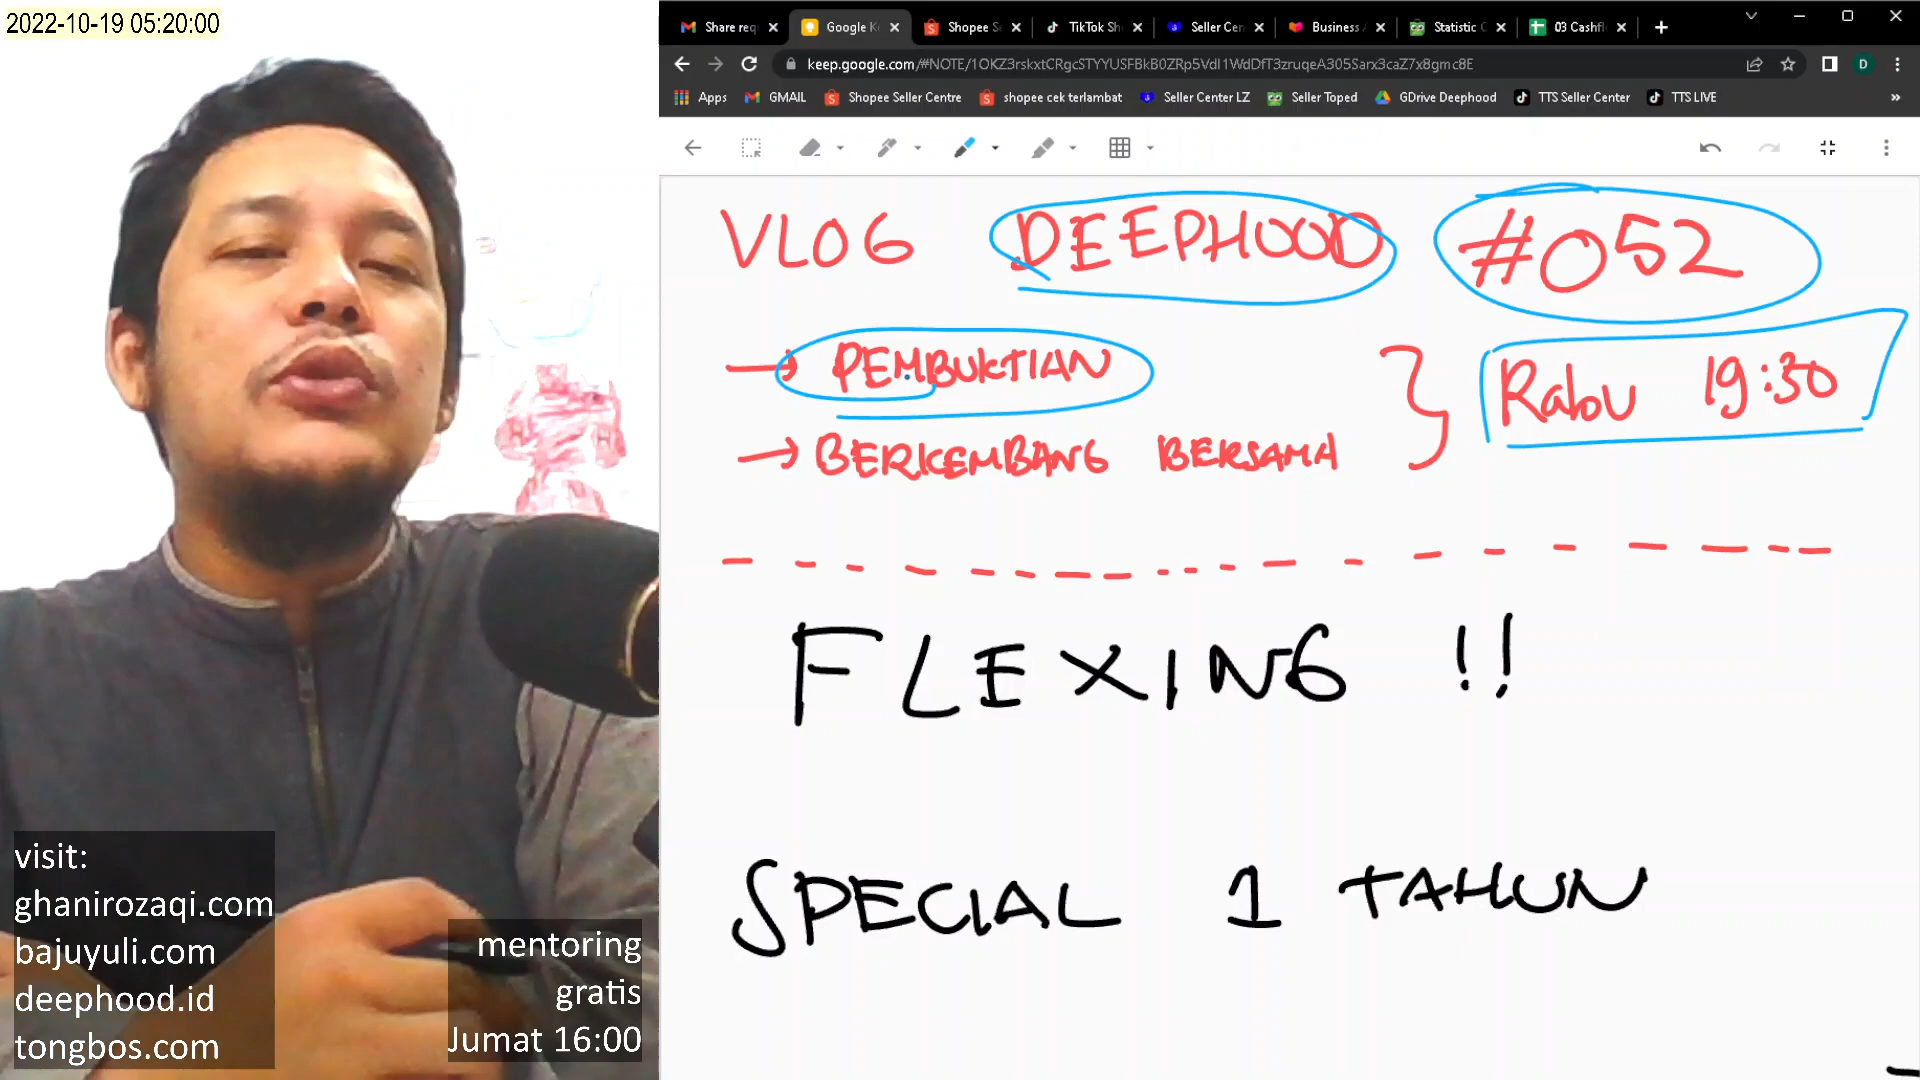 2022-10-19 05:20:00
Share req
Google K
Shopee S
TikTok Sh
Seller Cen
Business
Statistic
03 Cashfl
keep.google.com/#NOTE/
Apps GMAIL Shopee Seller Centre shopee cek terlambat Seller Center LZ Seller Toped GDrive Deephood TTS Seller Center TTS LIVE
VLOG DEEPHOOD #052
→ PEMBUKTIAN
→ BERKEMBANG BERSAMA
Rabu 19:30
FLEXING !!
SPECIAL 1 TAHUN
visit:
ghanirozaqi.com
bajuyuli.com
deephood.id
tongbos.com
mentoring
gratis
Jumat 16:00